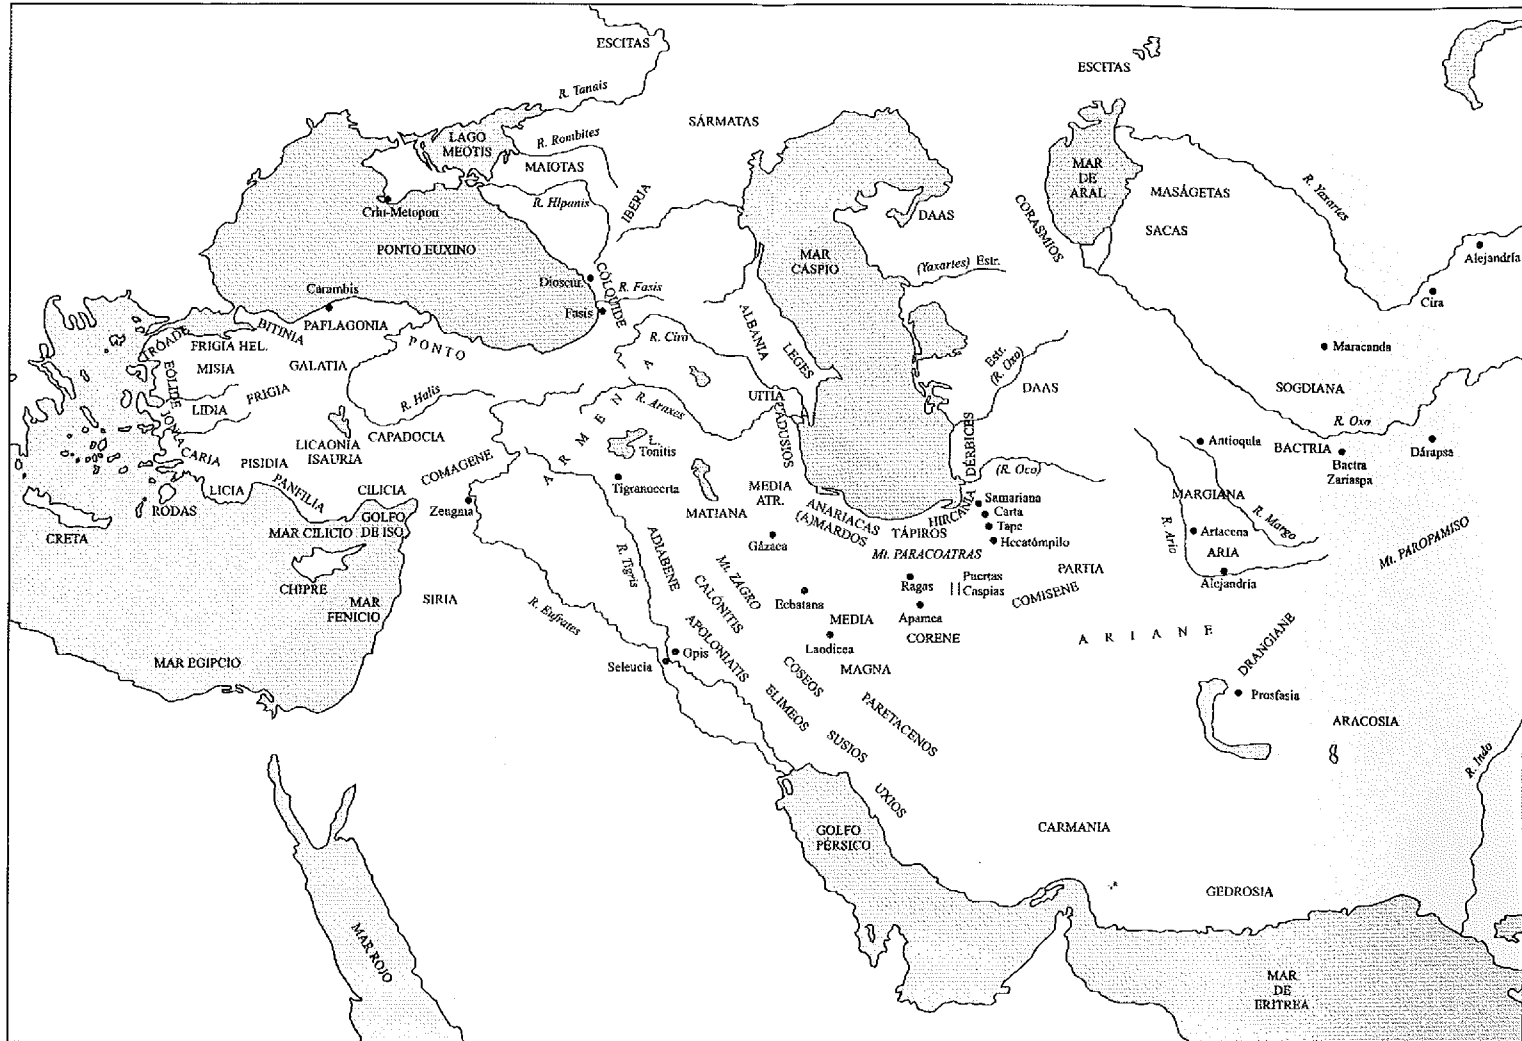 ESCITAS
R. Tanais
ESCITAS
SÁRMATAS
LAGO
MEOTIS
R. Rombites
MAIOTAS
R. Hípanis
IBERIA
Criu-Metopon
PONTO EUXINO
MAR
DE
ARAL
MASÁGETAS
SACAS
R. Yaxartes
CORASMIOS
DAAS
MAR
CASPIO
(Yaxartes) Estr.
Alejandría
Cira
Dioscur.
CÓLQUIDE
R. Fasis
Fasis
Carambis
BITINIA
PAFLAGONIA
PONTO
TRÓADE
FRIGIA HEL.
MISIA
GALATIA
EÓLIDE
LIDIA
FRIGIA
R. Halis
JONIA
CARIA
LICAONIA
ISAURIA
CAPADOCIA
PISIDIA
PANFILIA
LICIA
CILICIA
COMAGENE
RODAS
CRETA
MAR CILICIO
GOLFO
DE ISO
CHIPRE
MAR
FENICIO
SIRIA
MAR EGIPCIO
MAR ROJO
Zeugma
R. Ciro
ALBANIA
LEGES
UITIA
R. Araxes
ARMENIA
L.
Tonitis
Tigranocerta
CADUSIOS
MEDIA
ATR.
MATIANA
ANARIACAS
(A)MARDOS
TÁPIROS
HIRCANIA
DÉRBICES
Estr.
(R. Oxo)
DAAS
(R. Oco)
Samariana
Carta
Tape
Hecatómpilo
Gázaca
Mt. PARACOATRAS
Maracanda
SOGDIANA
R. Oxo
Antioquía
BACTRIA
Bactra
Zariaspa
Dárapsa
MARGIANA
R. Margo
R. Ario
Artacena
ARIA
Alejandría
Mt. PAROPAMISO
PARTIA
COMISENE
Puertas
Caspias
Ragas
Apamea
Ecbatana
MEDIA
CORENE
Laodicea
MAGNA
R. Tigris
ADIABENE
Mt. ZAGRO
CALÓNITIS
APOLONIATIS
R. Eufrates
Opis
Seleucia
COSEOS
ELIMEOS
PARETACENOS
SUSIOS
UXIOS
ARIANE
DRANGIANE
Prosfasia
ARACOSIA
R. Indo
GOLFO
PÉRSICO
CARMANIA
GEDROSIA
MAR
DE
ERITREA